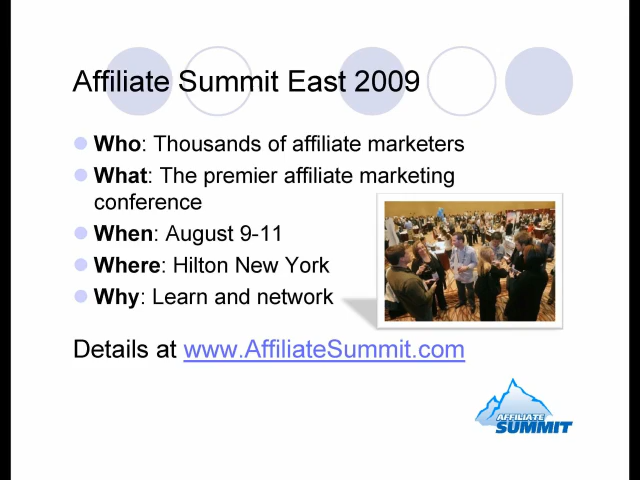 Affiliate Summit East 2009
Who: Thousands of affiliate marketers
What: The premier affiliate marketing
conference
When: August 9-11
Where: Hilton New York
Why: Learn and network
Details at www.AffiliateSummit.com
AFFILIATE
SUMMIT